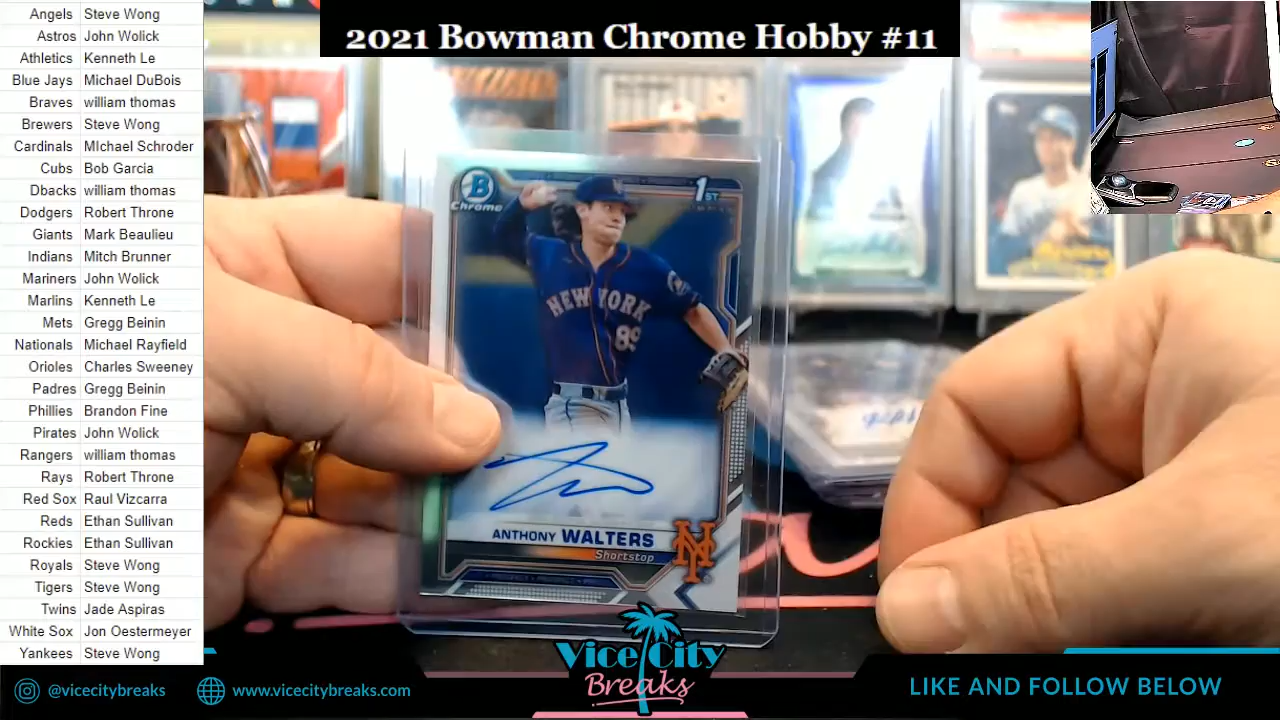 2021 Bowman Chrome Hobby #11
Angels Steve Wong
Astros John Wolick
Athletics Kenneth Le
Blue Jays Michael DuBois
Braves william thomas
Brewers Steve Wong
Cardinals MIchael Schroder
Cubs Bob Garcia
Dbacks william thomas
Dodgers Robert Throne
Giants Mark Beaulieu
Indians Mitch Brunner
Mariners John Wolick
Marlins Kenneth Le
Mets Gregg Beinin
Nationals Michael Rayfield
Orioles Charles Sweeney
Padres Gregg Beinin
Phillies Brandon Fine
Pirates John Wolick
Rangers william thomas
Rays Robert Throne
Red Sox Raul Vizcarra
Reds Ethan Sullivan
Rockies Ethan Sullivan
Royals Steve Wong
Tigers Steve Wong
Twins Jade Aspiras
White Sox Jon Oestermeyer
Yankees Steve Wong
B
Chrome
1ST
NEW YORK
89
ANTHONY WALTERS
Shortstop
NY
Vice City
Breaks
@vicecitybreaks
www.vicecitybreaks.com
LIKE AND FOLLOW BELOW